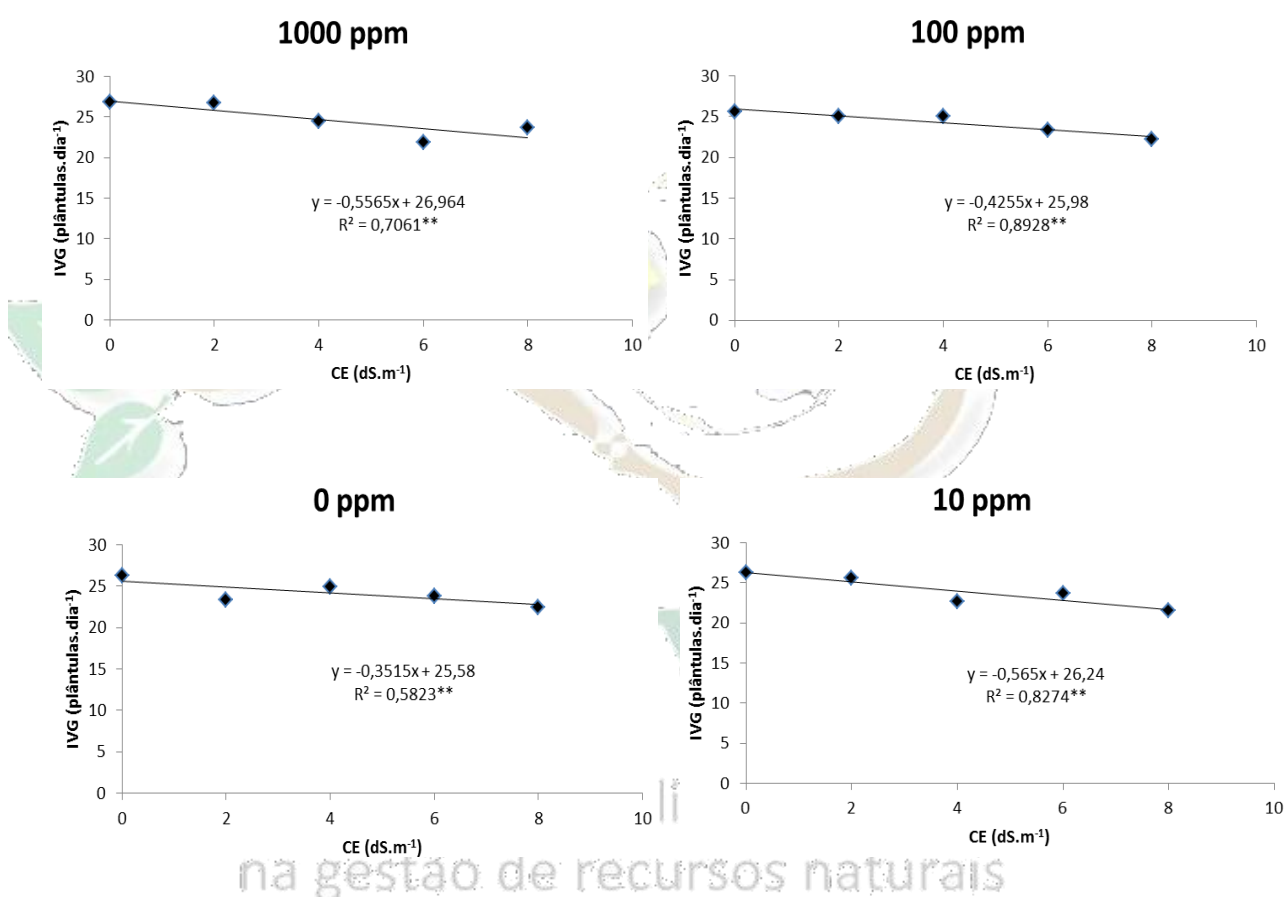 1000 ppm
30
25
20
15
10
5
0
IVG (plântulas.dia⁻¹)
y = -0,5565x + 26,964
R² = 0,7061**
0 2 4 6 8 10
CE (dS.m⁻¹)
100 ppm
30
25
20
15
10
5
0
IVG (plântulas.dia⁻¹)
y = -0,4255x + 25,98
R² = 0,8928**
0 2 4 6 8 10
CE (dS.m⁻¹)
0 ppm
30
25
20
15
10
5
0
IVG (plântulas.dia⁻¹)
y = -0,3515x + 25,58
R² = 0,5823**
0 2 4 6 8 10
CE (dS.m⁻¹)
10 ppm
30
25
20
15
10
5
0
IVG (plântulas.dia⁻¹)
y = -0,565x + 26,24
R² = 0,8274**
0 2 4 6 8 10
CE (dS.m⁻¹)
na gestão de recursos naturais